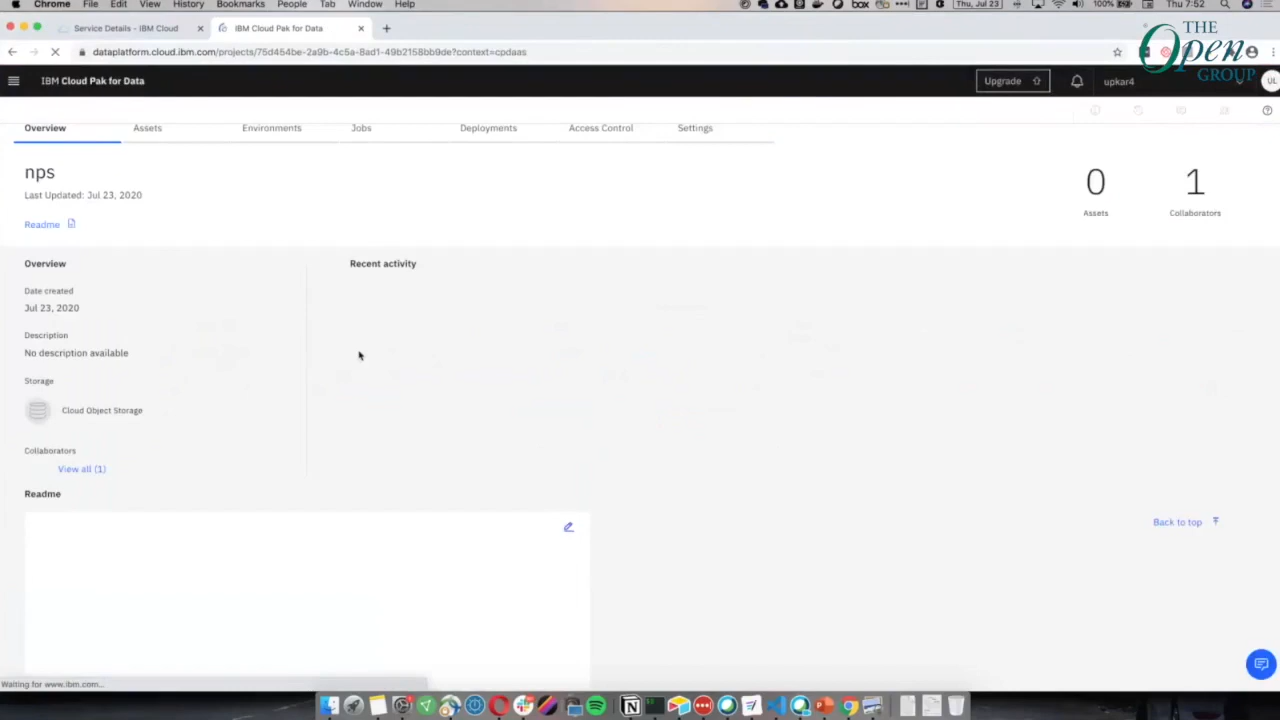 Chrome File Edit View History Bookmarks People Tab Window Help
100% Thu, Jul 23 Thu 7:52
box
Service Details - IBM Cloud
IBM Cloud Pak for Data
THE
Open
GROUP
dataplatform.cloud.ibm.com/projects/75d454be-2a9b-4c5a-8ad1-49b2158bb9de?context=cpdaas
IBM Cloud Pak for Data
Upgrade
upkar4
UL
Overview Assets Environments Jobs Deployments Access Control Settings
nps
Last Updated: Jul 23, 2020
Readme
0
Assets
1
Collaborators
Overview
Recent activity
Date created
Jul 23, 2020
Description
No description available
Storage
Cloud Object Storage
Collaborators
View all (1)
Readme
Back to top
Waiting for www.ibm.com...